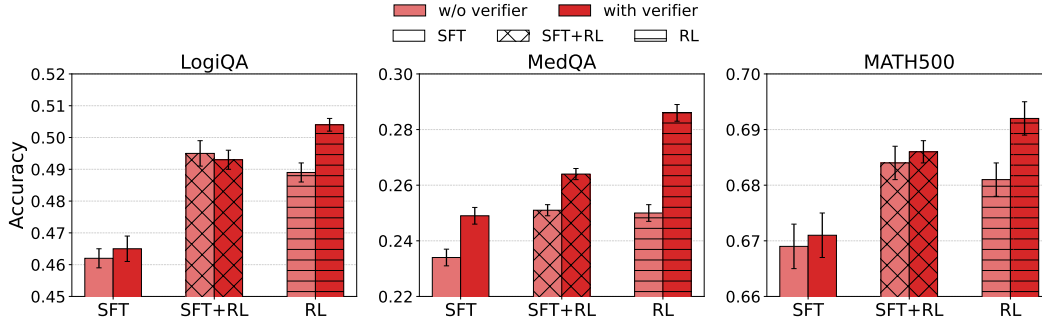 w/o verifier with verifier
SFT SFT+RL RL
LogiQA
Accuracy
0.52
0.51
0.50
0.49
0.48
0.47
0.46
0.45
SFT SFT+RL RL
MedQA
0.30
0.28
0.26
0.24
0.22
SFT SFT+RL RL
MATH500
0.70
0.69
0.68
0.67
0.66
SFT SFT+RL RL